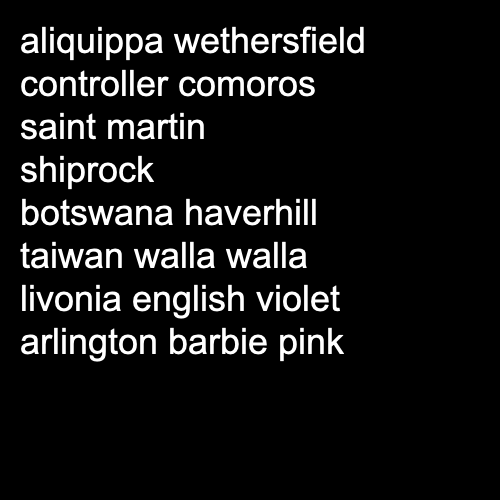 aliquippa wethersfield
controller comoros
saint martin
shiprock
botswana haverhill
taiwan walla walla
livonia english violet
arlington barbie pink